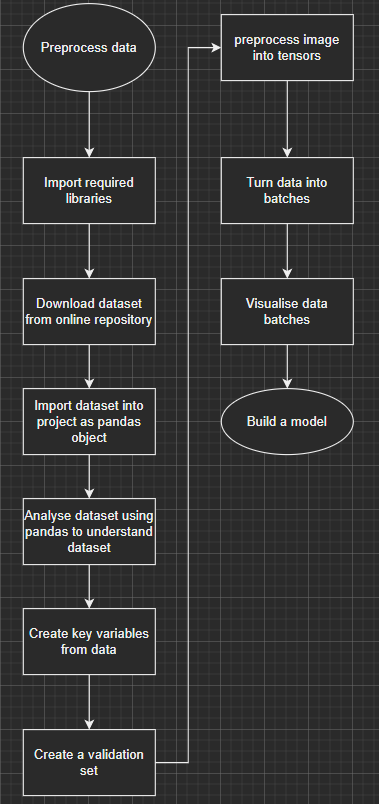 Preprocess data
Import required
libraries
Download dataset
from online repository
Import dataset into
project as pandas
object
Analyse dataset using
pandas to understand
dataset
Create key variables
from data
Create a validation
set
preprocess image
into tensors
Turn data into
batches
Visualise data
batches
Build a model